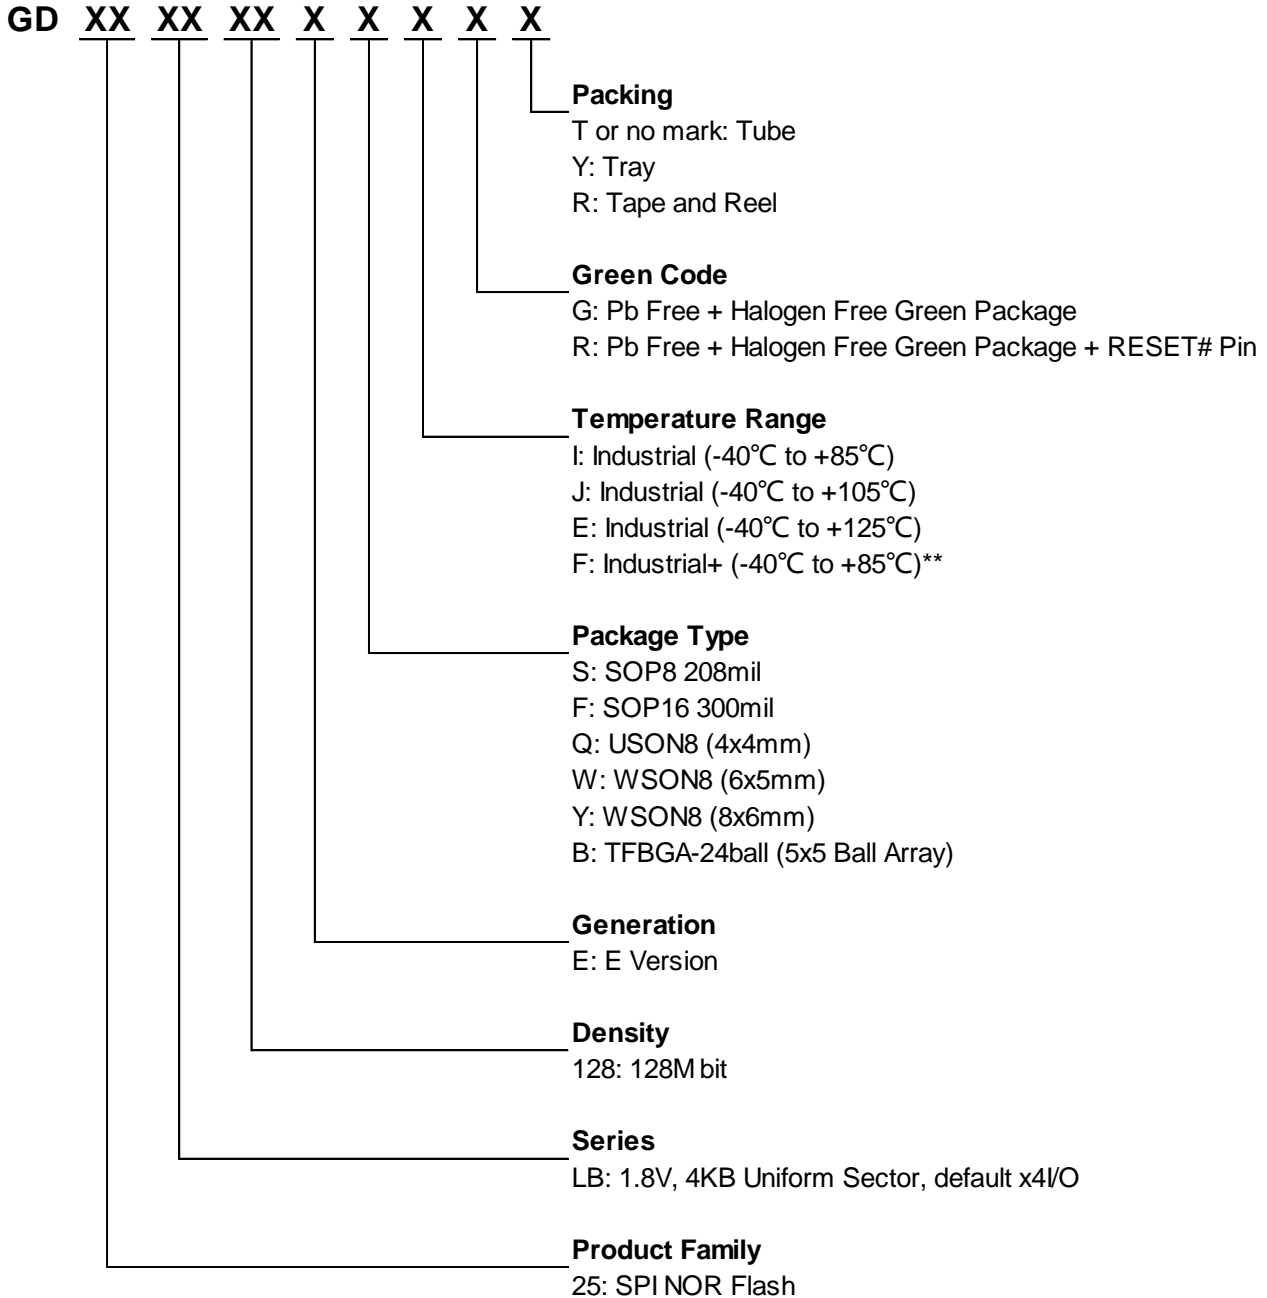 GD XX XX XX X X X X X
Packing
T or no mark: Tube
Y: Tray
R: Tape and Reel
Green Code
G: Pb Free + Halogen Free Green Package
R: Pb Free + Halogen Free Green Package + RESET# Pin
Temperature Range
I: Industrial (-40℃ to +85℃)
J: Industrial (-40℃ to +105℃)
E: Industrial (-40℃ to +125℃)
F: Industrial+ (-40℃ to +85℃)**
Package Type
S: SOP8 208mil
F: SOP16 300mil
Q: USON8 (4x4mm)
W: WSON8 (6x5mm)
Y: WSON8 (8x6mm)
B: TFBGA-24ball (5x5 Ball Array)
Generation
E: E Version
Density
128: 128M bit
Series
LB: 1.8V, 4KB Uniform Sector, default x4I/O
Product Family
25: SPI NOR Flash